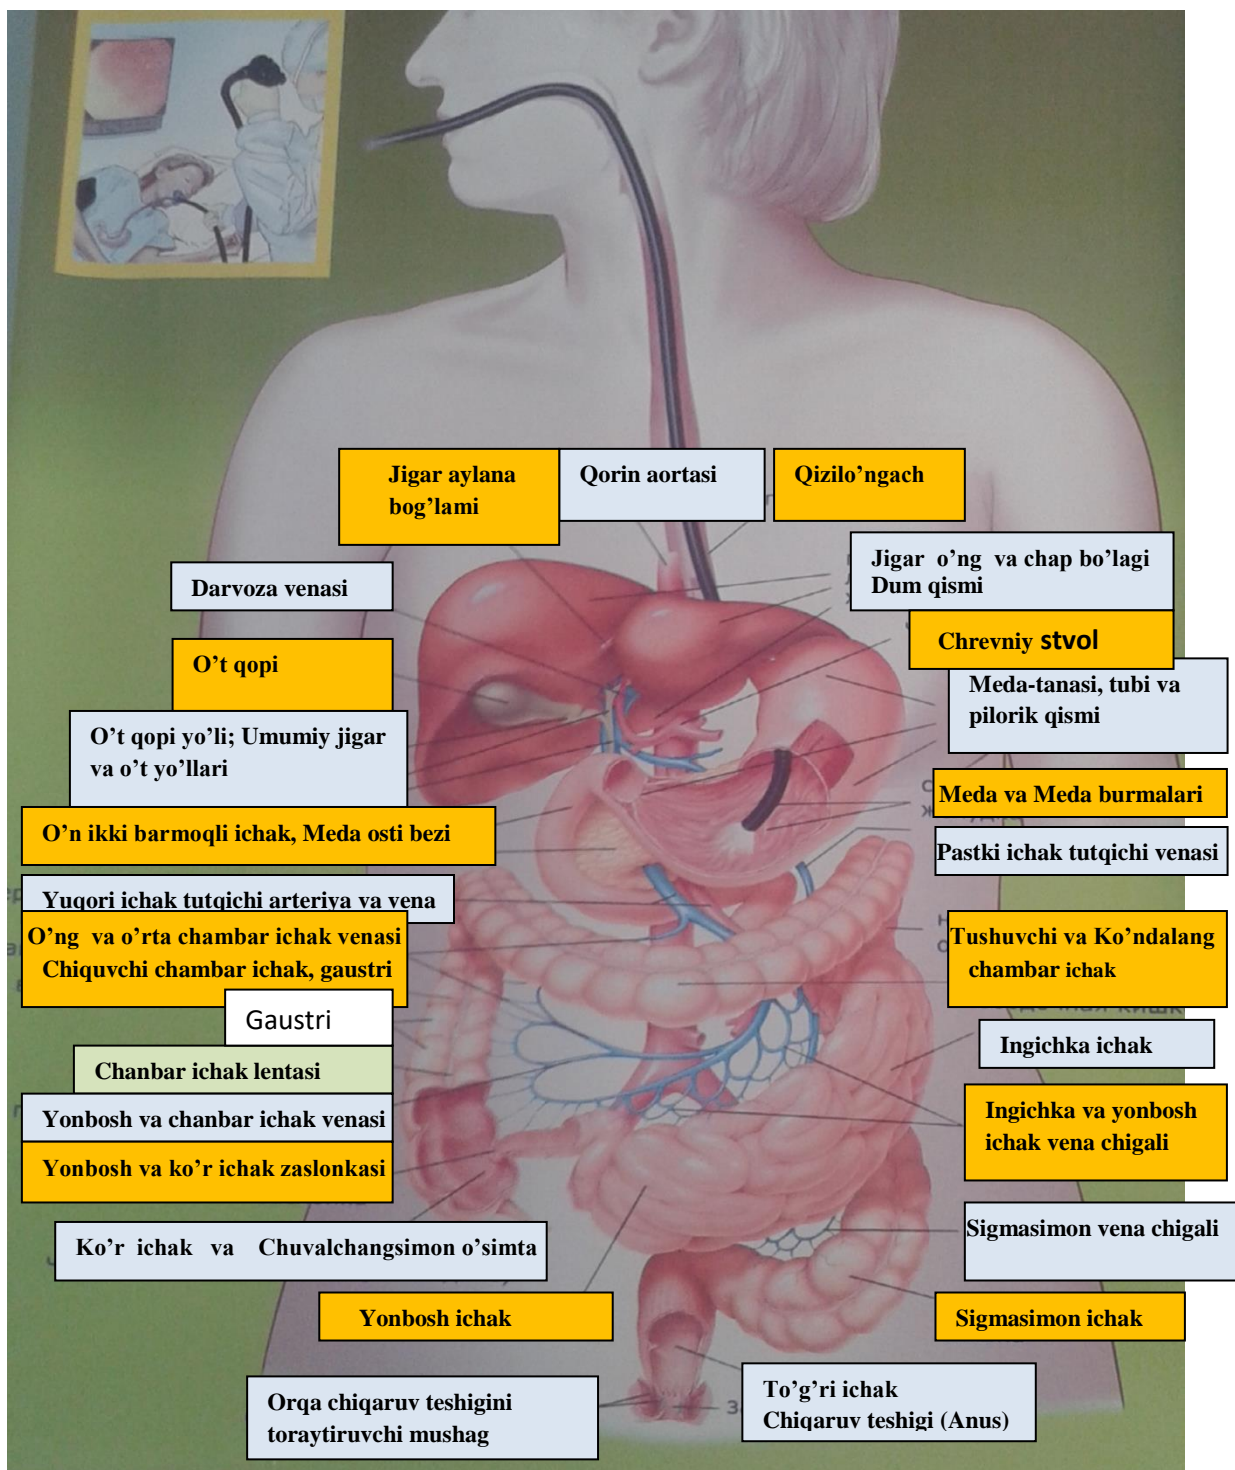 Jigar aylana
bog’lami
Qorin aortasi
Qizilo’ngach
Jigar o’ng va chap bo’lagi
Dum qismi
Darvoza venasi
Chrevniy stvol
O’t qopi
Meda-tanasi, tubi va
pilorik qismi
O’t qopi yo’li; Umumiy jigar
va o’t yo’llari
Meda va Meda burmalari
O’n ikki barmoqli ichak, Meda osti bezi
Pastki ichak tutqichi venasi
Yuqori ichak tutqichi arteriya va vena
O’ng va o’rta chambar ichak venasi
Chiquvchi chambar ichak, gaustri
Tushuvchi va Ko’ndalang
chambar ichak
Gaustri
Ingichka ichak
Chanbar ichak lentasi
Yonbosh va chanbar ichak venasi
Ingichka va yonbosh
ichak vena chigali
Yonbosh va ko’r ichak zaslonkasi
Ko’r ichak va Chuvalchangsimon o’simta
Sigmasimon vena chigali
Yonbosh ichak
Sigmasimon ichak
Orqa chiqaruv teshigini
toraytiruvchi mushag
To’g’ri ichak
Chiqaruv teshigi (Anus)